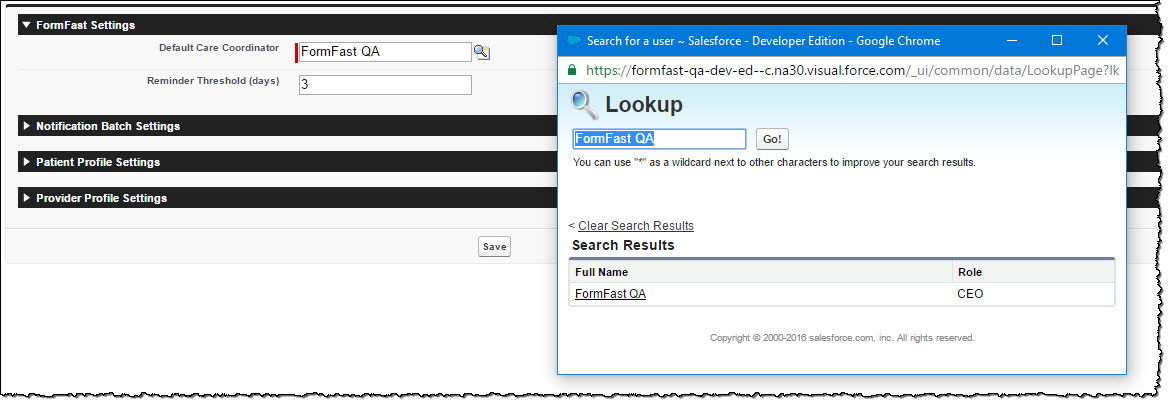 FormFast Settings
Default Care Coordinator FormFast QA
Reminder Threshold (days) 3
Notification Batch Settings
Patient Profile Settings
Provider Profile Settings
Save
Search for a user ~ Salesforce - Developer Edition - Google Chrome
https://formfast-qa-dev-ed--c.na30.visual.force.com/_ui/common/data/LookupPage?lk
Lookup
FormFast QA Go!
You can use "*" as a wildcard next to other characters to improve your search results.
< Clear Search Results
Search Results
Full Name Role
FormFast QA CEO
Copyright © 2000-2016 salesforce.com, inc. All rights reserved.